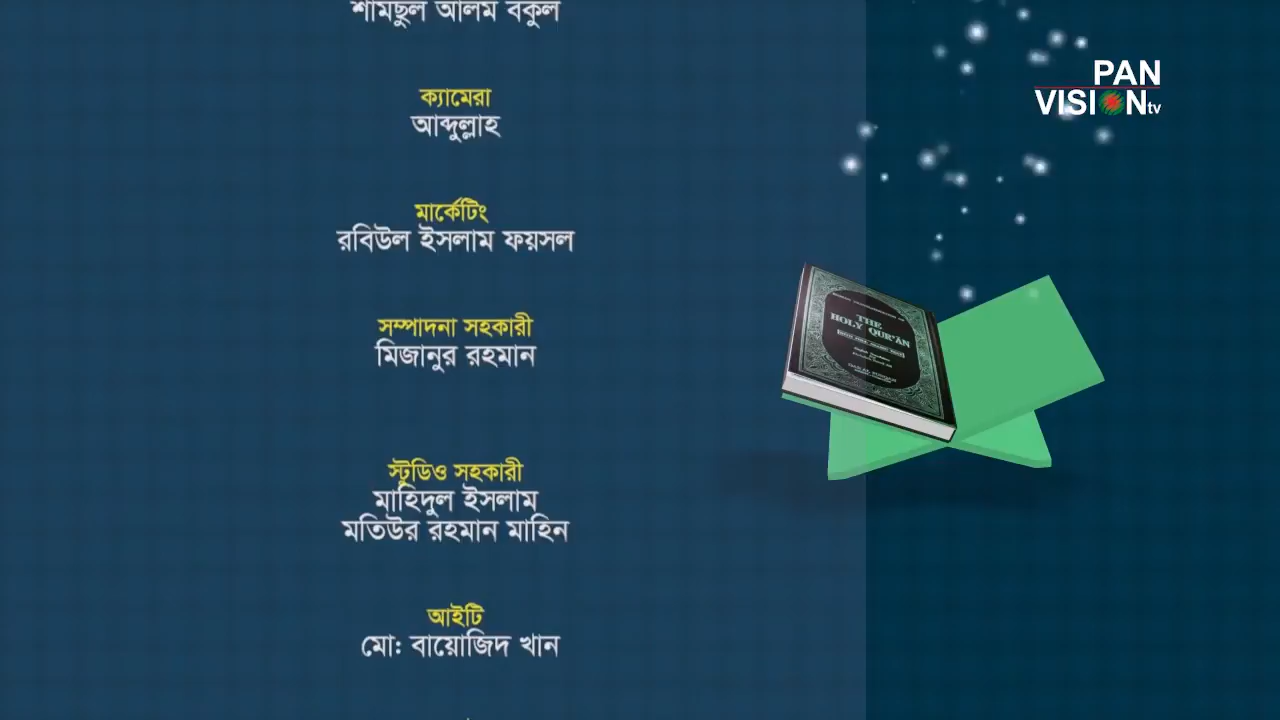 শামছুল আলম বকুল
ক্যামেরা
আব্দুল্লাহ
মার্কেটিং
রবিউল ইসলাম ফয়সল
সম্পাদনা সহকারী
মিজানুর রহমান
স্টুডিও সহকারী
মাহিদুল ইসলাম
মতিউর রহমান মাহিন
আইটি
মো: বায়োজিদ খান
PAN
VISION tv
THE
HOLY QUR'ĀN